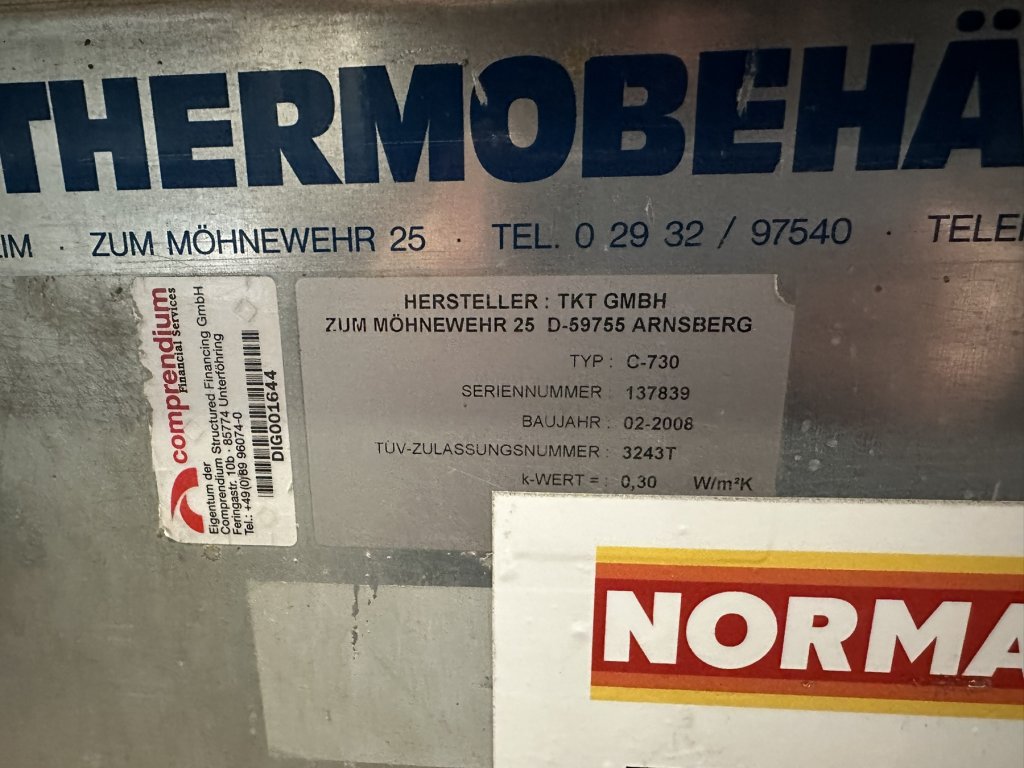 THERMOBEHÄ
ZUM MÖHNEWEHR 25 · TEL. 0 29 32 / 97540 ·
comprendium
Financial Services
Eigentum der
Comprendium Structured Financing GmbH
Feringastr. 10b · 85774 Unterföhring
Tel.: +49(0)89 96074-0
DIG001644
HERSTELLER : TKT GMBH
ZUM MÖHNEWEHR 25 D-59755 ARNSBERG
TYP : C-730
SERIENNUMMER : 137839
BAUJAHR : 02-2008
TÜV-ZULASSUNGSNUMMER : 3243T
k-WERT = : 0,30 W/m²K
NORMA